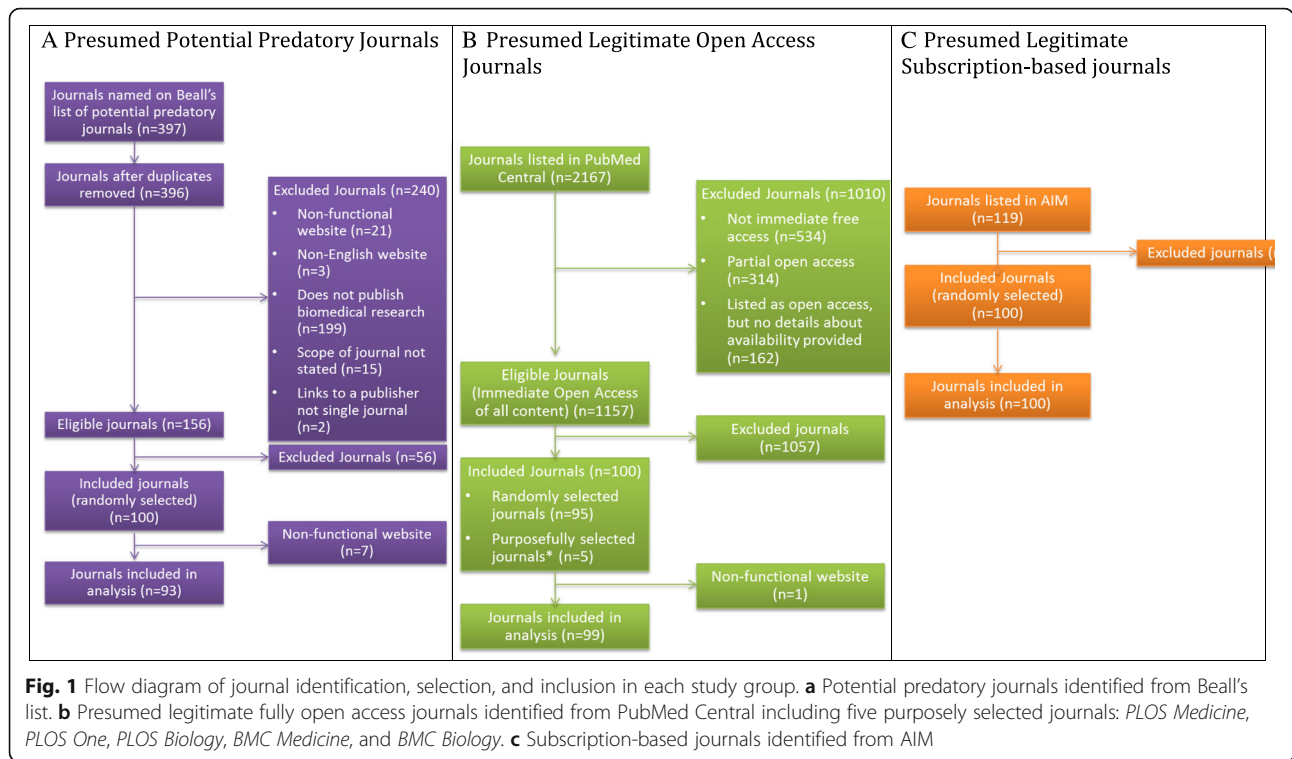 A Presumed Potential Predatory Journals
Journals named on Beall's
list of potential predatory
journals (n=397)
Journals after duplicates
removed (n=396)
Excluded Journals (n=240)
• Non-functional
website (n=21)
• Non-English website
(n=3)
• Does not publish
biomedical research
(n=199)
• Scope of journal not
stated (n=15)
• Links to a publisher
not single journal
(n=2)
Eligible journals (n=156)
Excluded Journals (n=56)
Included journals
(randomly selected)
(n=100)
Non-functional website
(n=7)
Journals included in
analysis (n=93)
B Presumed Legitimate Open Access
Journals
Journals listed in PubMed
Central (n=2167)
Excluded Journals (n=1010)
• Not immediate free
access (n=534)
• Partial open access
(n=314)
• Listed as open access,
but no details about
availability provided
(n=162)
Eligible Journals
(Immediate Open Access
of all content) (n=1157)
Excluded journals
(n=1057)
Included Journals (n=100)
• Randomly selected
journals (n=95)
• Purposefully selected
journals* (n=5)
Non-functional website
(n=1)
Journals included in
analysis (n=99)
C Presumed Legitimate
Subscription-based journals
Journals listed in AIM
(n=119)
Excluded journals (
Included Journals
(randomly selected)
(n=100)
Journals included in
analysis (n=100)
Fig. 1 Flow diagram of journal identification, selection, and inclusion in each study group. a Potential predatory journals identified from Beall's
list. b Presumed legitimate fully open access journals identified from PubMed Central including five purposely selected journals: PLOS Medicine,
PLOS One, PLOS Biology, BMC Medicine, and BMC Biology. c Subscription-based journals identified from AIM